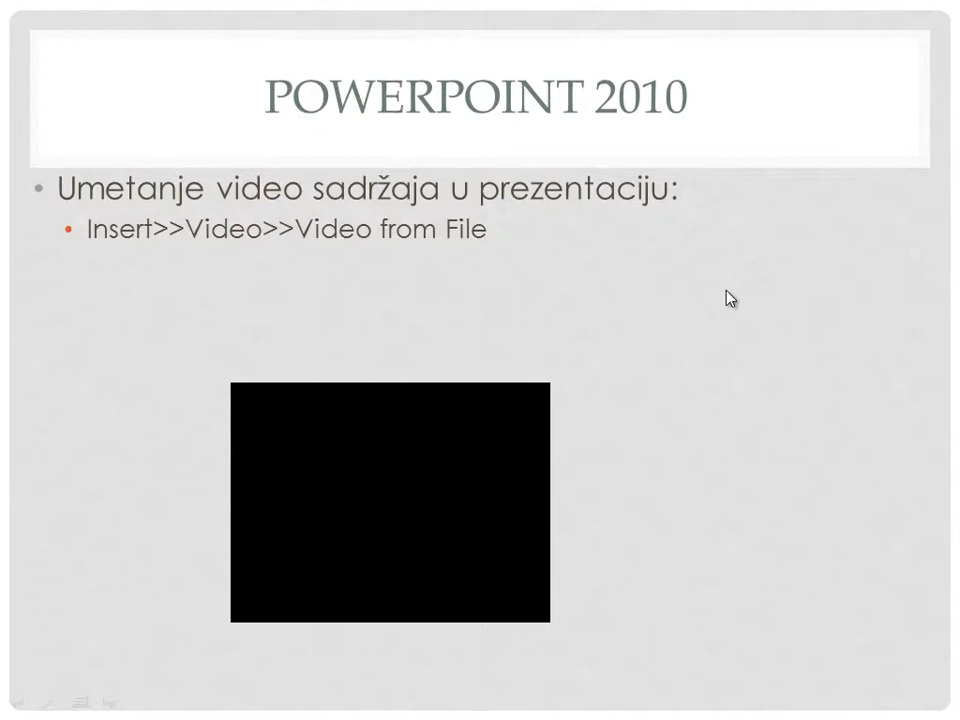 POWERPOINT 2010
• Umetanje video sadržaja u prezentaciju:
• Insert>>Video>>Video from File